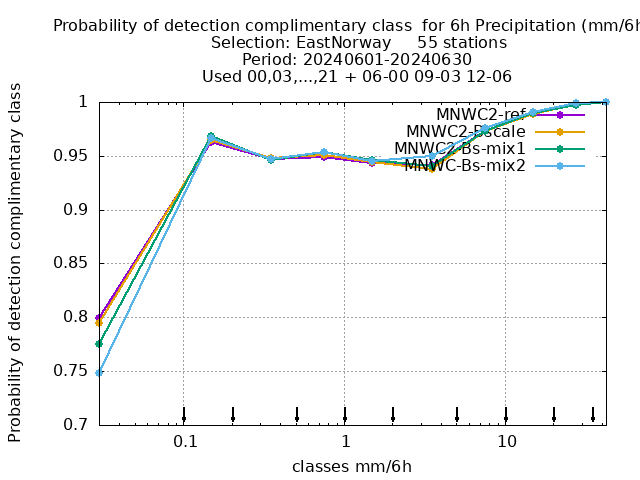 Probability of detection complimentary class  for 6h Precipitation (mm/6h
Selection: EastNorway     55 stations
Period: 20240601-20240630
Used 00,03,...,21 + 06-00 09-03 12-06
Probability of detection complimentary class
1
0.95
0.9
0.85
0.8
0.75
0.7
MNWC2-ref
MNWC2-Bscale
MNWC2-Bs-mix1
MNWC-Bs-mix2
0.1
1
10
classes mm/6h